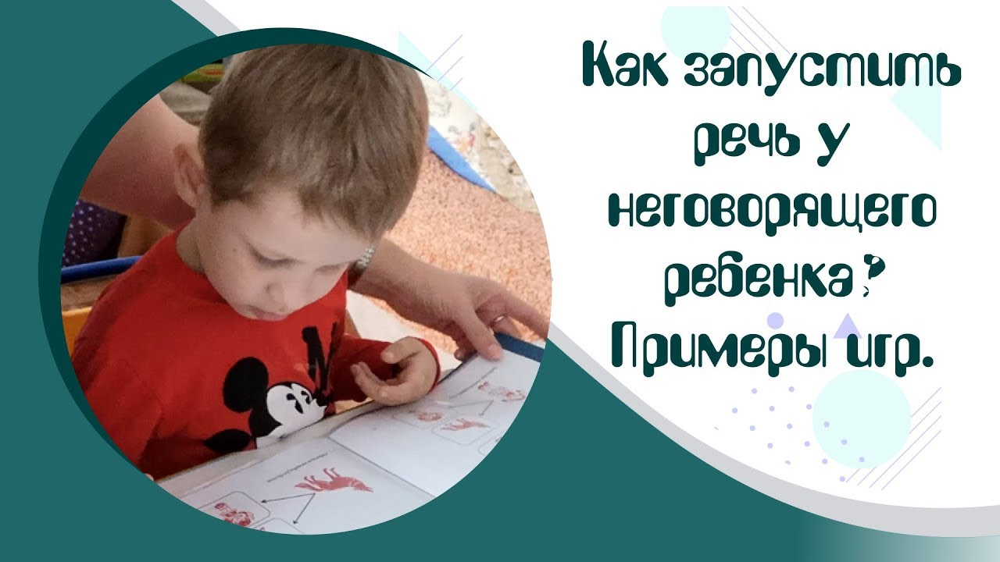 Как запустить
речь у
неговорящего
ребенка?
Примеры игр.